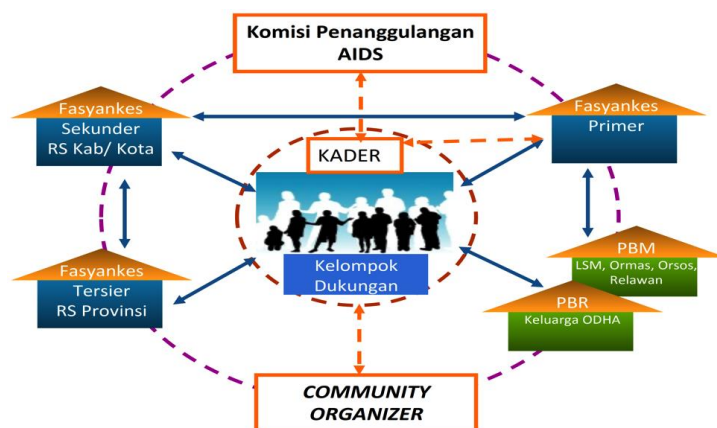 Komisi Penanggulangan
AIDS
Fasyankes
Sekunder
RS Kab/ Kota
Fasyankes
Primer
KADER
Kelompok
Dukungan
Fasyankes
Tersier
RS Provinsi
PBM
LSM, Ormas, Orsos,
Relawan
PBR
Keluarga ODHA
COMMUNITY
ORGANIZER